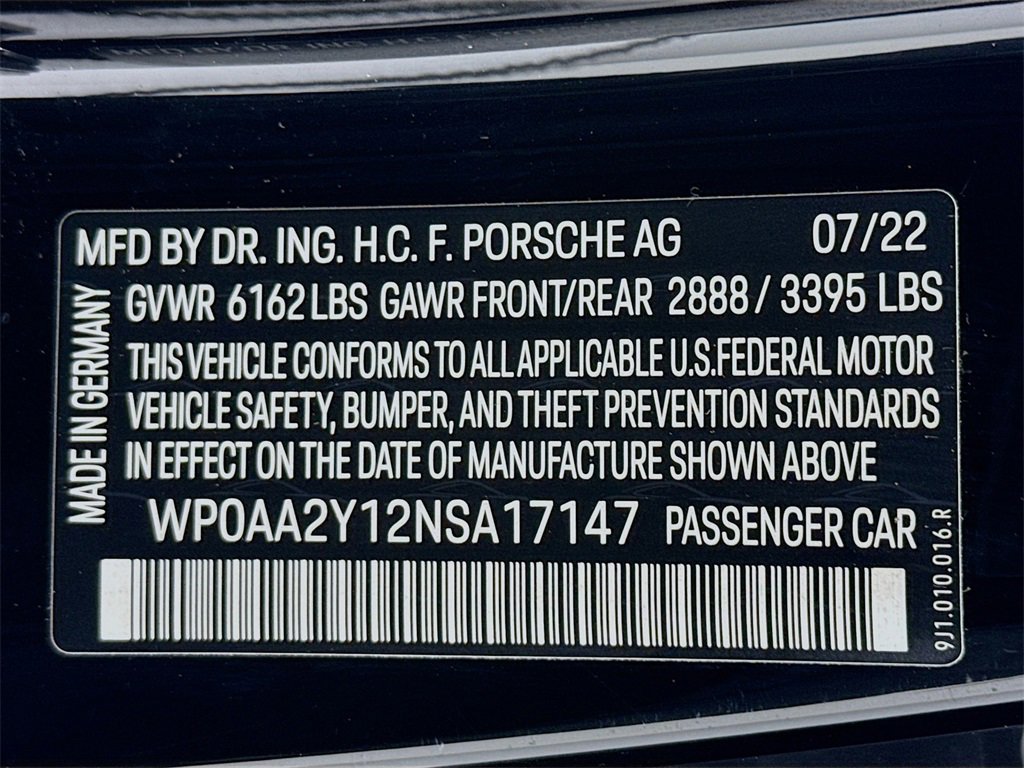 MFD BY DR. ING. H.C. F. PORSCHE AG 07/22
GVWR 6162 LBS GAWR FRONT/REAR 2888 / 3395 LBS
THIS VEHICLE CONFORMS TO ALL APPLICABLE U.S.FEDERAL MOTOR
VEHICLE SAFETY, BUMPER, AND THEFT PREVENTION STANDARDS
IN EFFECT ON THE DATE OF MANUFACTURE SHOWN ABOVE
MADE IN GERMANY
WP0AA2Y12NSA17147 PASSENGER CAR
9J1.010.016.R